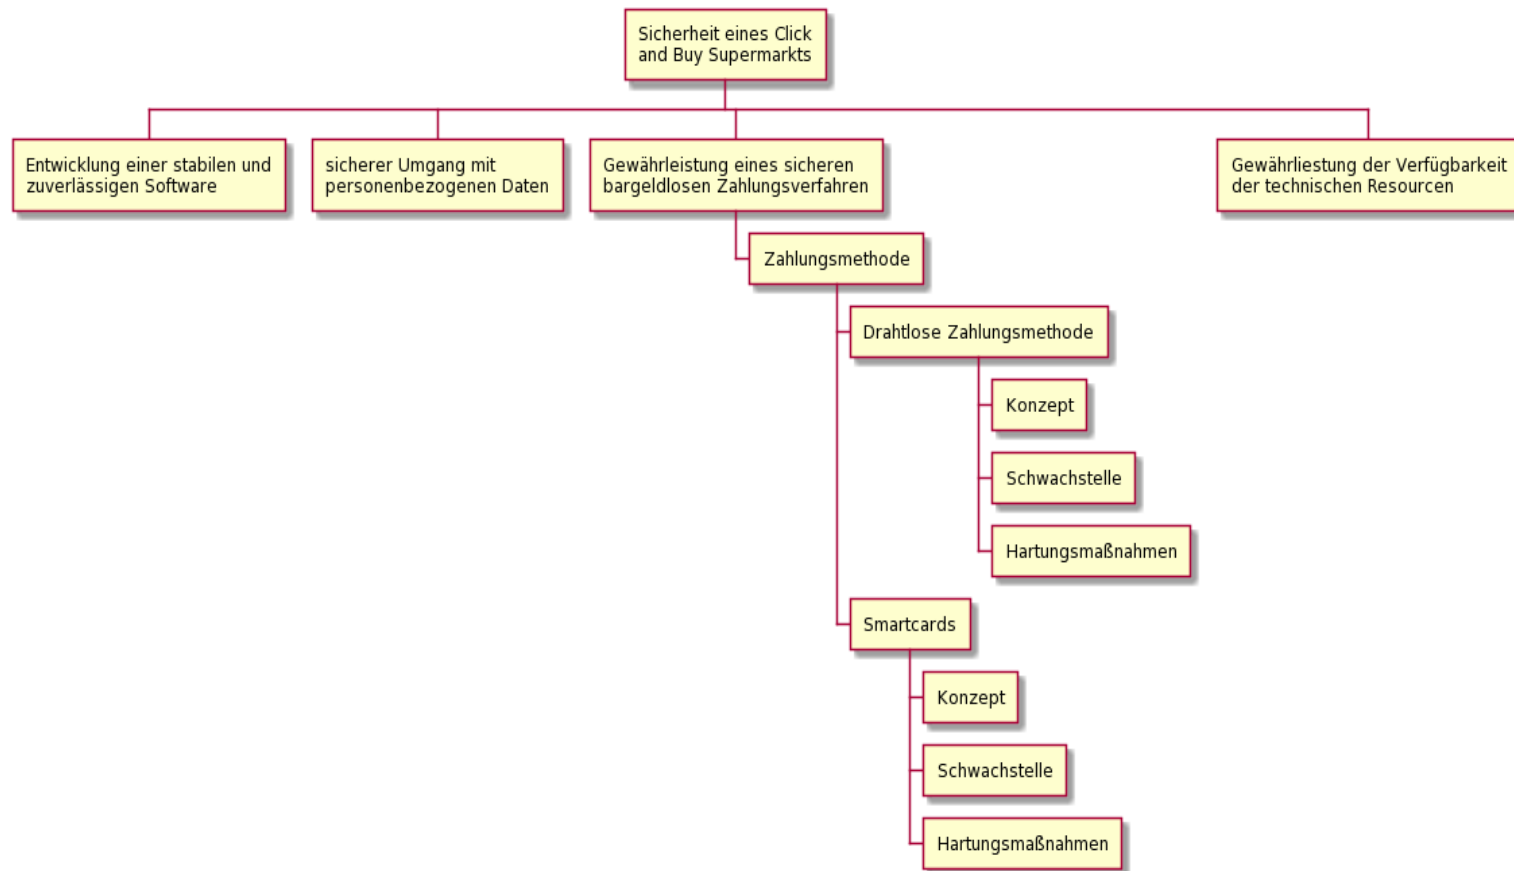 Sicherheit eines Click
and Buy Supermarkts
Entwicklung einer stabilen und
zuverlässigen Software
sicherer Umgang mit
personenbezogenen Daten
Gewährleistung eines sicheren
bargeldlosen Zahlungsverfahren
Gewährliestung der Verfügbarkeit
der technischen Resourcen
Zahlungsmethode
Drahtlose Zahlungsmethode
Konzept
Schwachstelle
Hartungsmaßnahmen
Smartcards
Konzept
Schwachstelle
Hartungsmaßnahmen